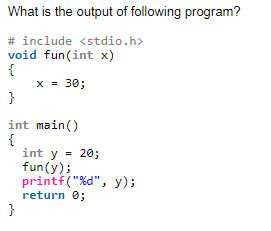 What is the output of following program?
# include <stdio.h>
void fun(int x)
{
x = 30;
}
int main()
{
int y = 20;
fun(y);
printf("%d", y);
return 0;
}